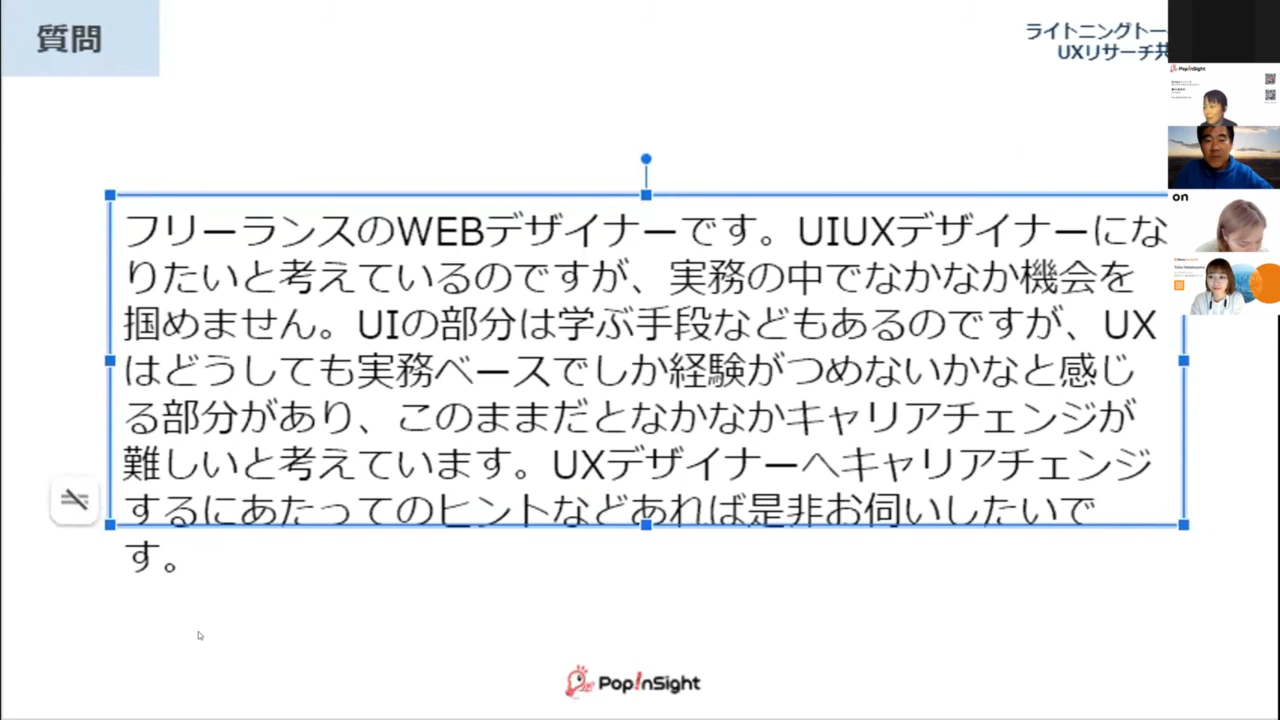 質問
ライトニングトー
UXリサーチ共
Pop!nSight
on
フリーランスのWEBデザイナーです。UIUXデザイナーにな
りたいと考えているのですが、実務の中でなかなか機会を
掴めません。UIの部分は学ぶ手段などもあるのですが、UX
はどうしても実務ベースでしか経験がつめないかなと感じ
る部分があり、このままだとなかなかキャリアチェンジが
難しいと考えています。UXデザイナーへキャリアチェンジ
するにあたってのヒントなどあれば是非お伺いしたいで
す。
Pop!nSight